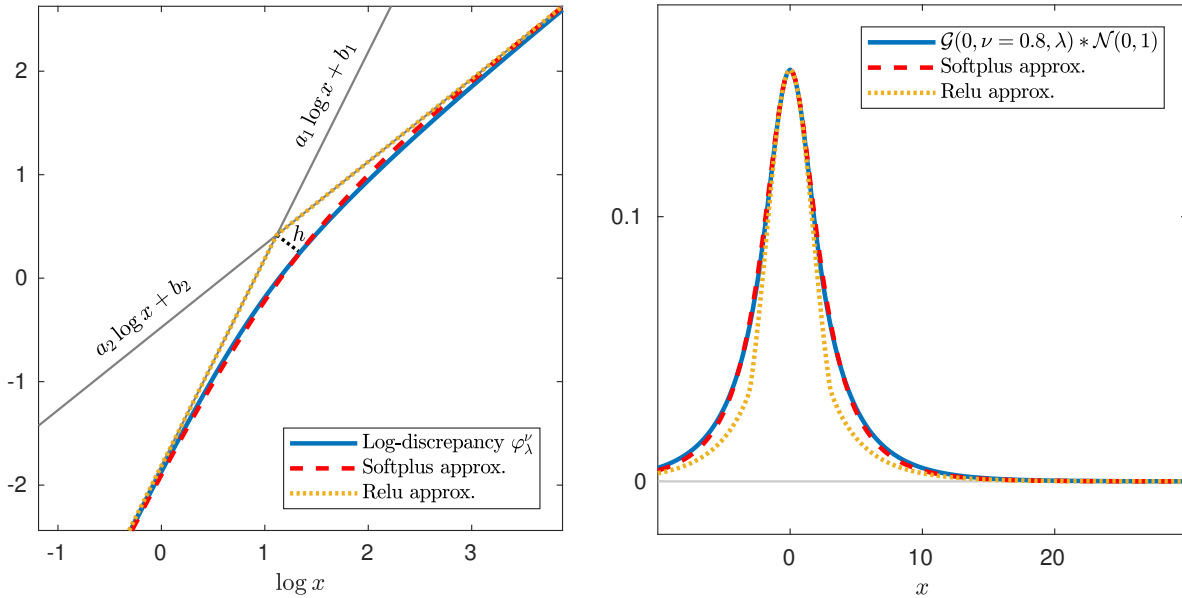 2
1
0
-1
-2
-1
0
1
2
3
log x
a₁ log x + b₁
a₂ log x + b₂
h
Log-discrepancy φ_λ^ν
Softplus approx.
Relu approx.
0.1
0
0
10
20
x
𝒢(0, ν = 0.8, λ) ∗ 𝒩(0, 1)
Softplus approx.
Relu approx.